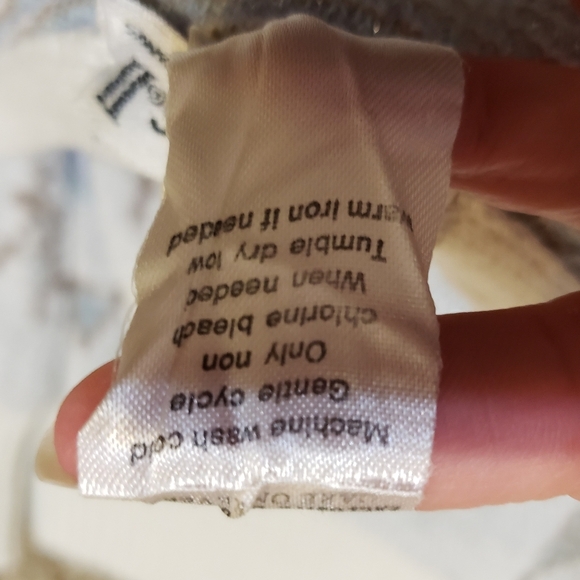 Machine wash cold
Gentle cycle
Only non
chlorine bleach
When needed
Tumble dry low
warm iron if needed